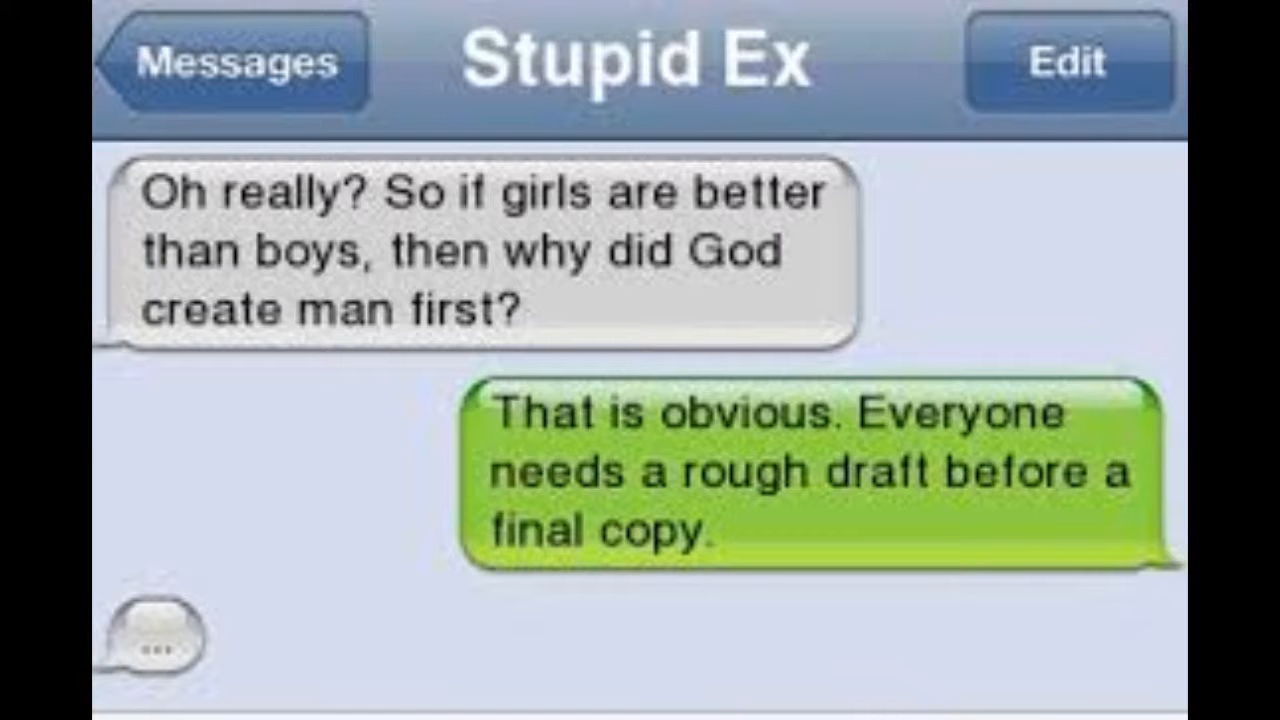 Messages
Stupid Ex
Edit
Oh really? So if girls are better
than boys, then why did God
create man first?
That is obvious. Everyone
needs a rough draft before a
final copy.
...